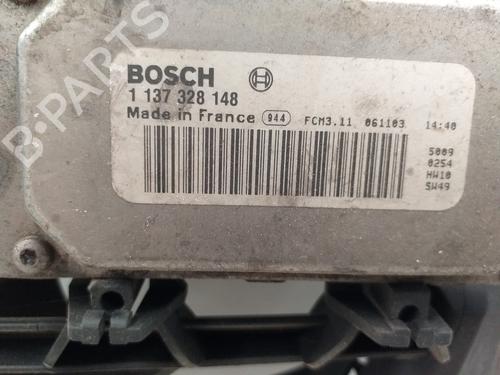 BOSCH
1 137 328 148
Made in France 944 FCM3.11 061103 14:40
5009
0254
HW10
SW49
B-PARTS